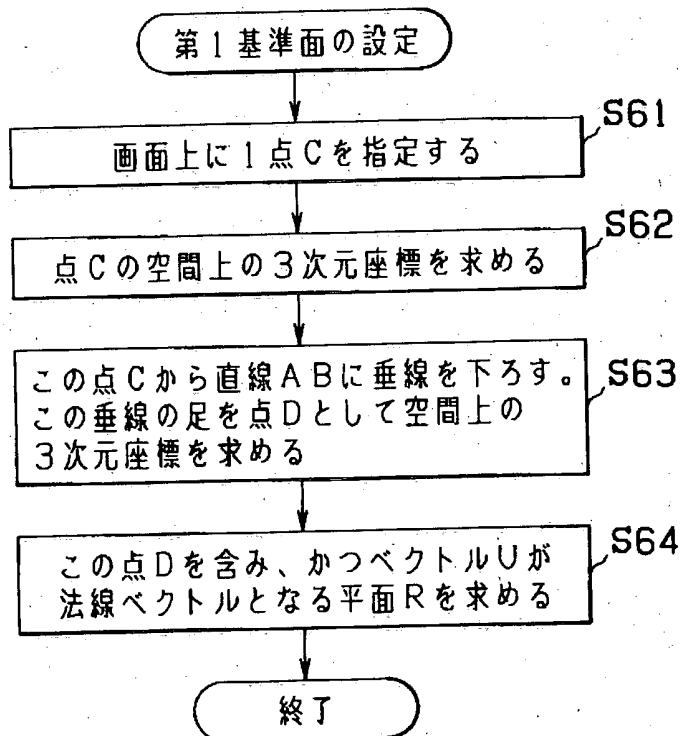 第1基準面の設定
S61
画面上に1点Cを指定する
S62
点Cの空間上の3次元座標を求める
S63
この点Cから直線ABに垂線を下ろす。
この垂線の足を点Dとして空間上の
3次元座標を求める
S64
この点Dを含み、かつベクトルUが
法線ベクトルとなる平面Rを求める
終了